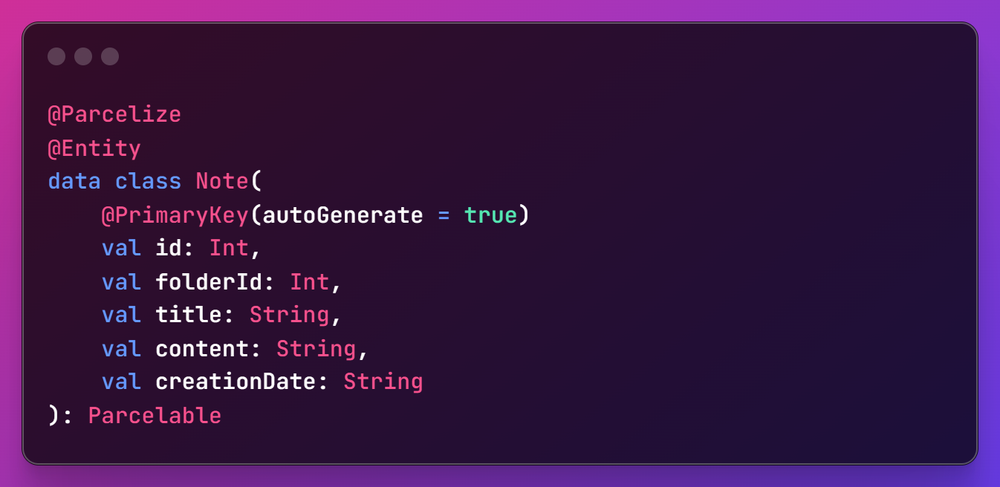 @Parcelize
@Entity
data class Note(
    @PrimaryKey(autoGenerate = true)
    val id: Int,
    val folderId: Int,
    val title: String,
    val content: String,
    val creationDate: String
): Parcelable